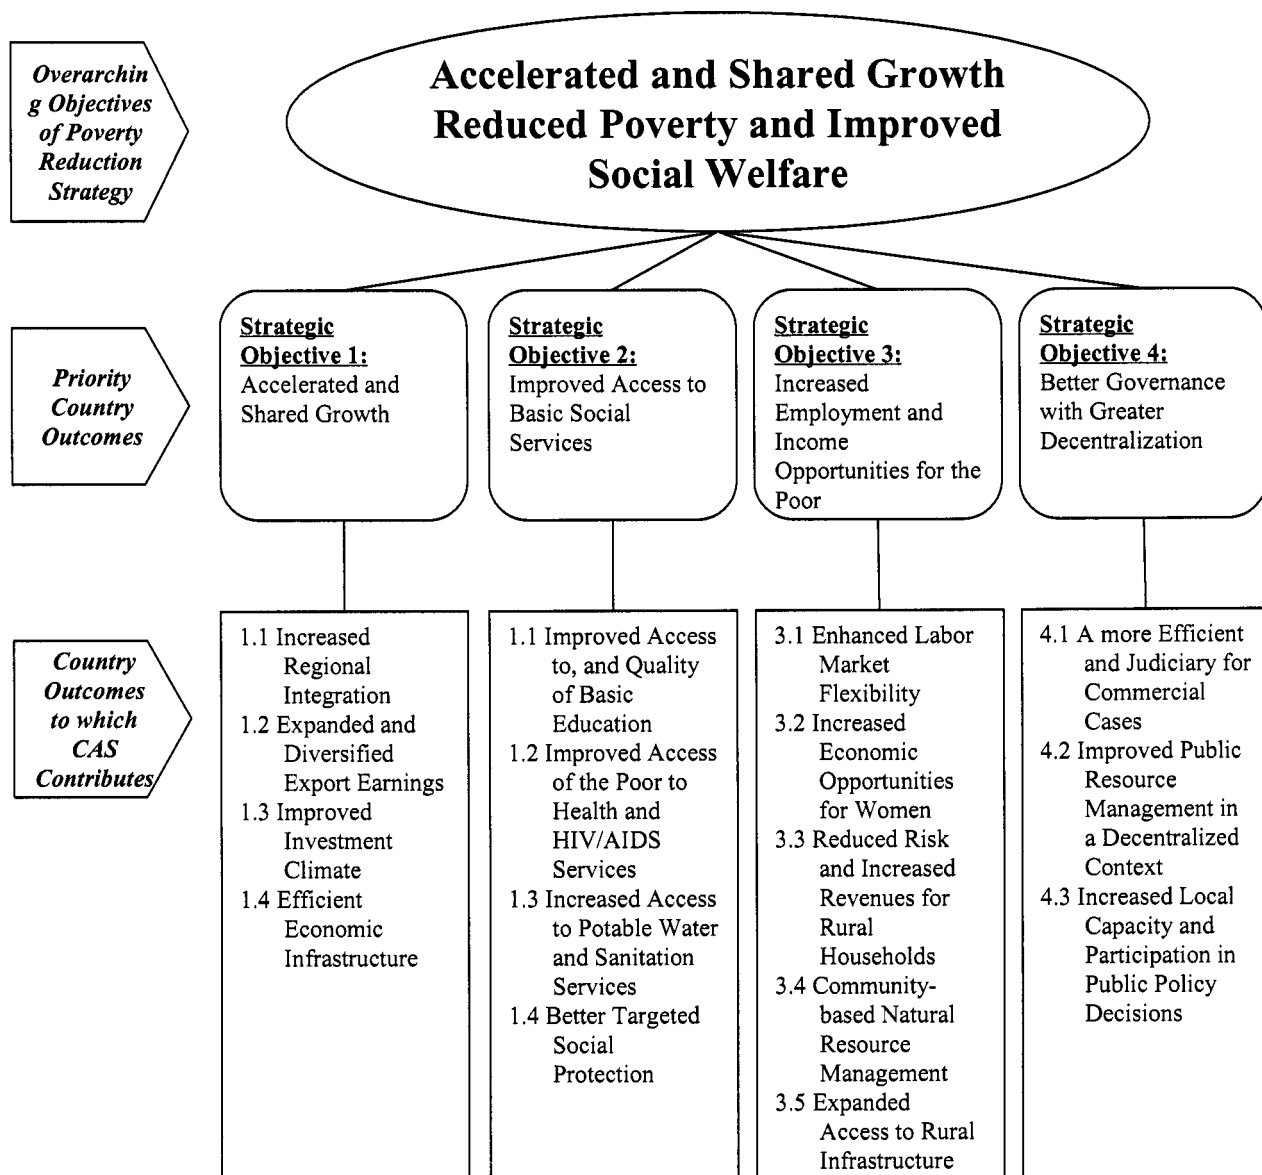 Overarchin
g Objectives
of Poverty
Reduction
Strategy
Accelerated and Shared Growth
Reduced Poverty and Improved
Social Welfare
Priority
Country
Outcomes
Strategic
Objective 1:
Accelerated and
Shared Growth
Strategic
Objective 2:
Improved Access to
Basic Social
Services
Strategic
Objective 3:
Increased
Employment and
Income
Opportunities for the
Poor
Strategic
Objective 4:
Better Governance
with Greater
Decentralization
Country
Outcomes
to which
CAS
Contributes
1.1 Increased
Regional
Integration
1.2 Expanded and
Diversified
Export Earnings
1.3 Improved
Investment
Climate
1.4 Efficient
Economic
Infrastructure
1.1 Improved Access
to, and Quality
of Basic
Education
1.2 Improved Access
of the Poor to
Health and
HIV/AIDS
Services
1.3 Increased Access
to Potable Water
and Sanitation
Services
1.4 Better Targeted
Social
Protection
3.1 Enhanced Labor
Market
Flexibility
3.2 Increased
Economic
Opportunities
for Women
3.3 Reduced Risk
and Increased
Revenues for
Rural
Households
3.4 Community-
based Natural
Resource
Management
3.5 Expanded
Access to Rural
Infrastructure
4.1 A more Efficient
and Judiciary for
Commercial
Cases
4.2 Improved Public
Resource
Management in
a Decentralized
Context
4.3 Increased Local
Capacity and
Participation in
Public Policy
Decisions